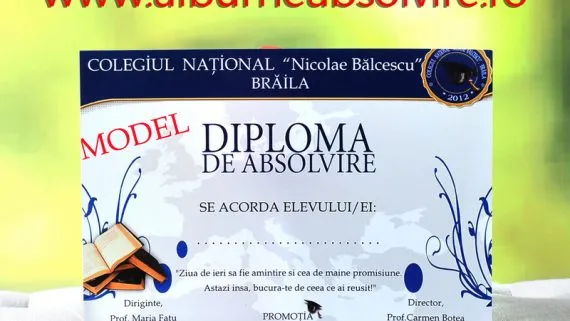 www.albumeabsolvire.ro
COLEGIUL NAȚIONAL "Nicolae Bălcescu"
BRĂILA
2012
MODEL
DIPLOMA
DE ABSOLVIRE
SE ACORDA ELEVULUI/EI:
. . . . . . . . . . . . . . . . . . . . . . . . . . . .
"Ziua de ieri sa fie amintire si cea de maine promisiune.
Astazi insa, bucura-te de ceea ce ai reusit!"
Diriginte, Director,
Prof. Maria Fatu PROMOȚIA Prof.Carmen Botea